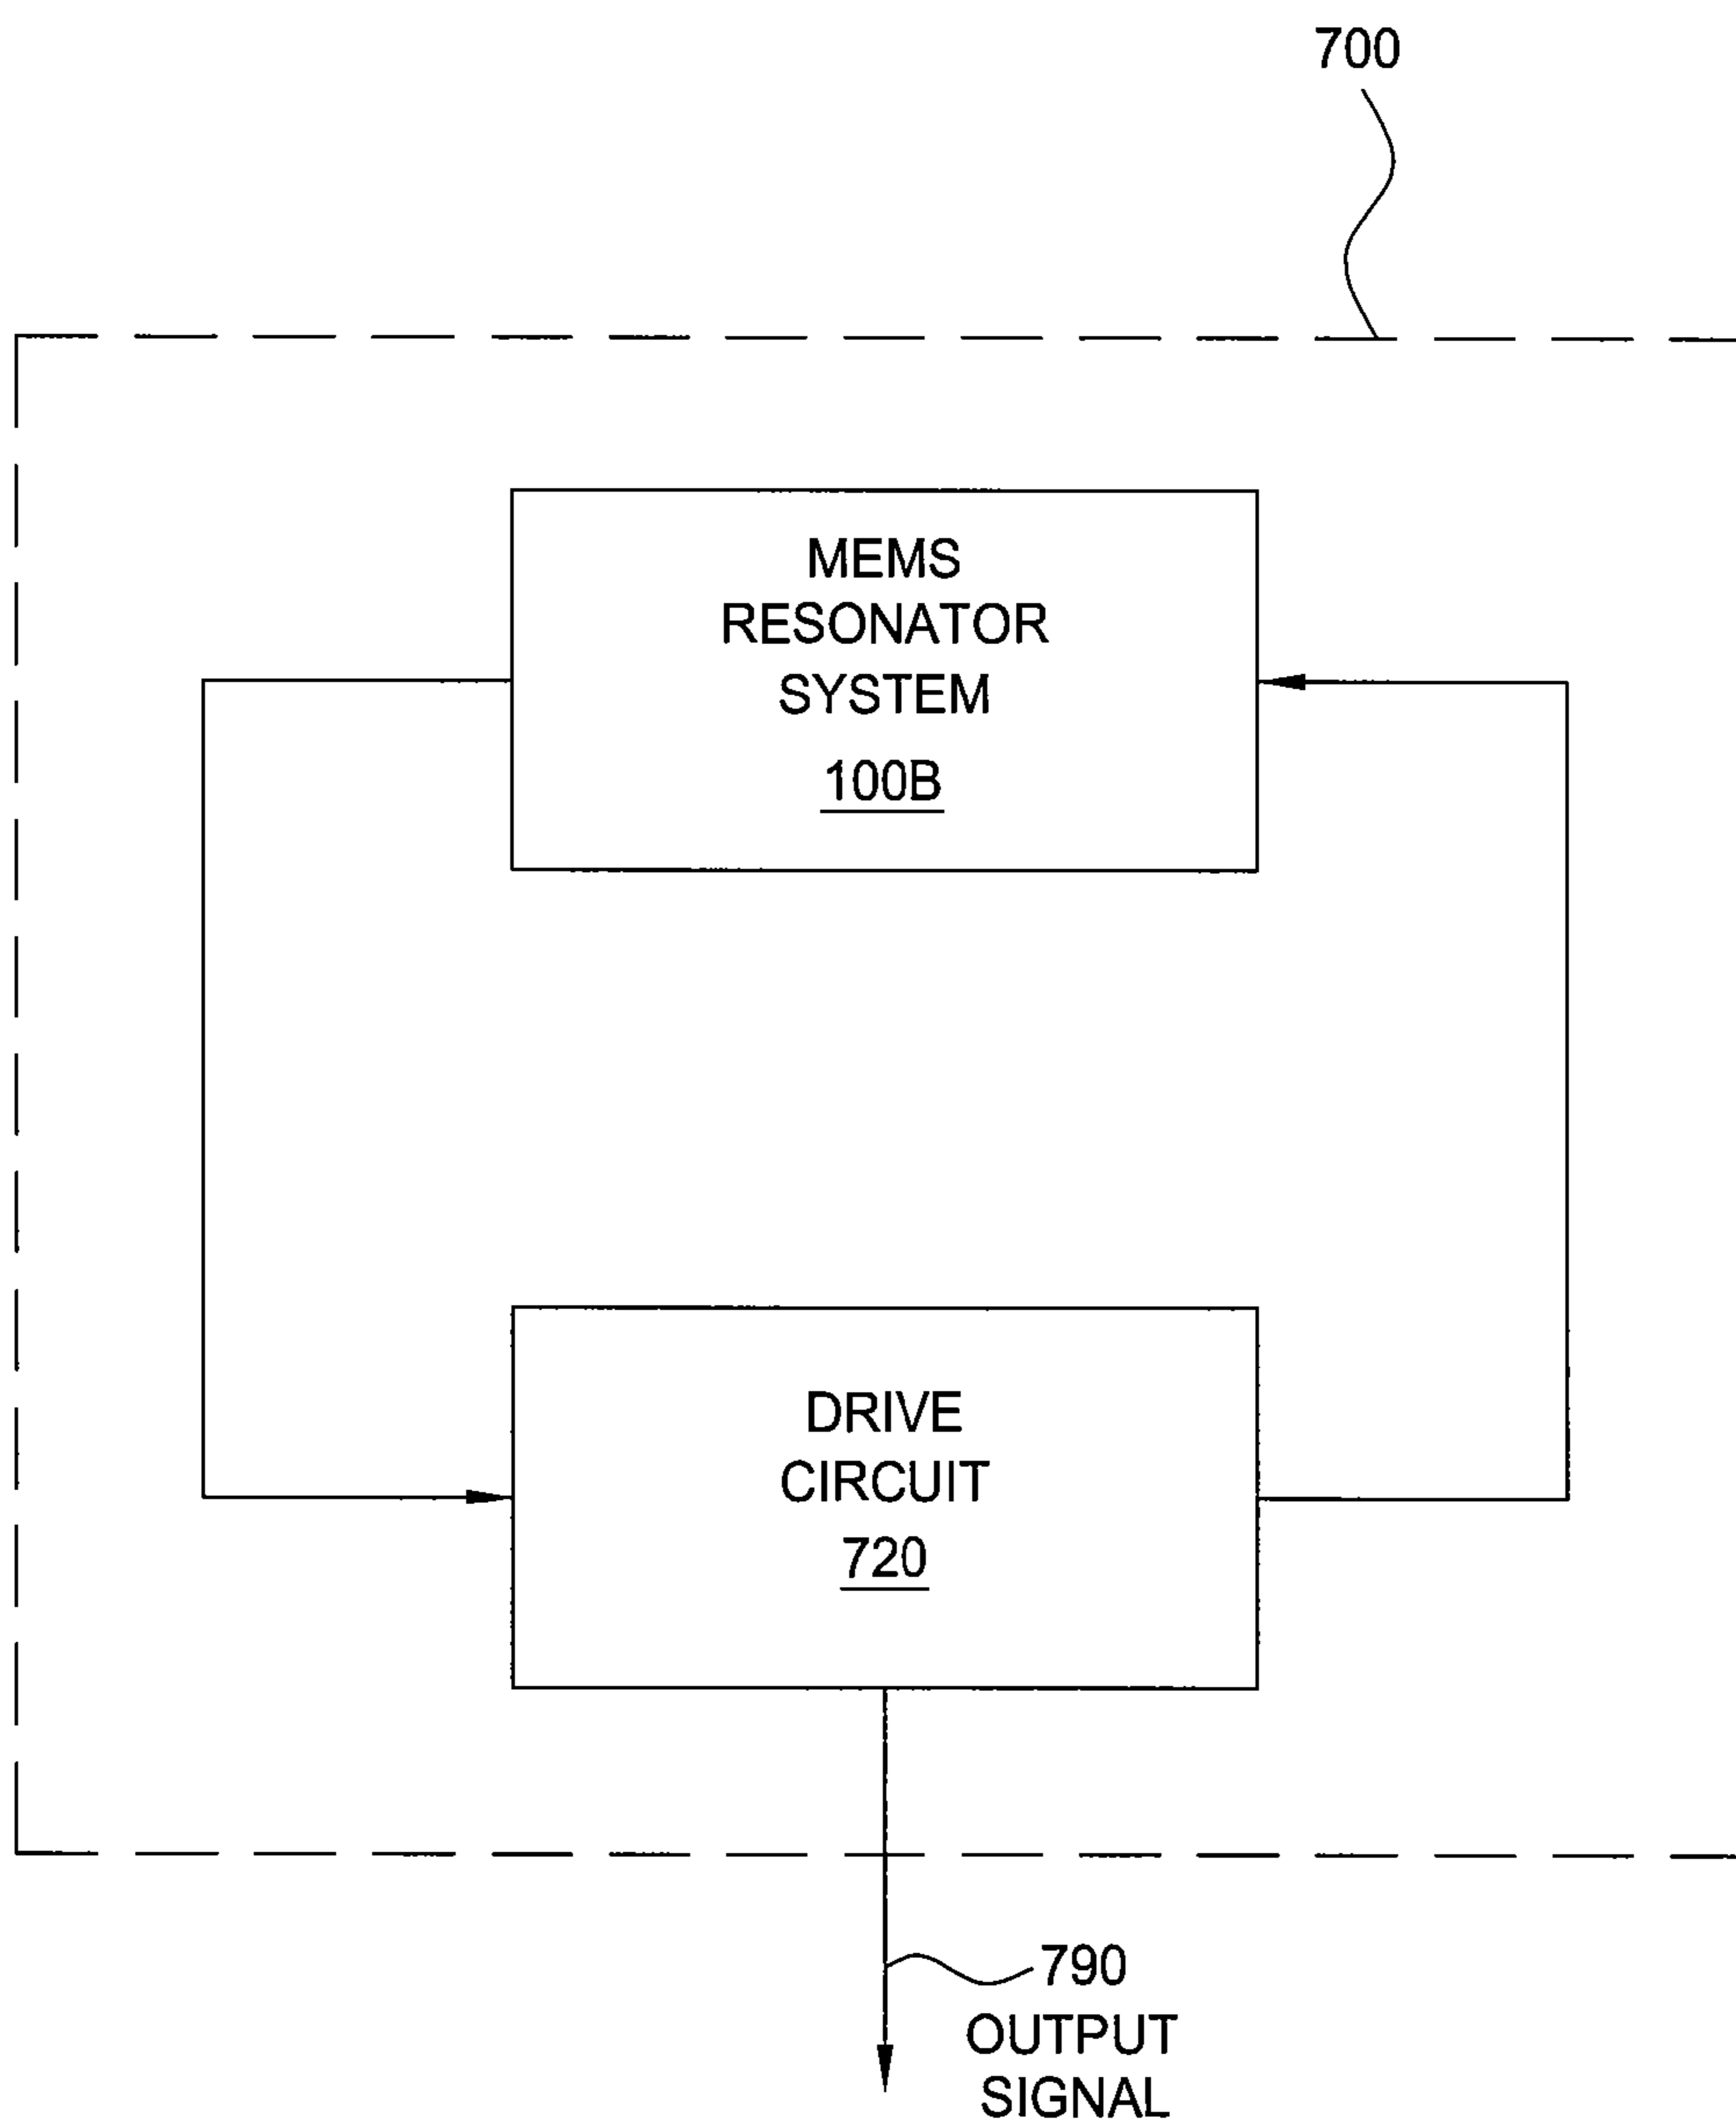 700
MEMS
RESONATOR
SYSTEM
100B
DRIVE
CIRCUIT
720
790
OUTPUT
SIGNAL